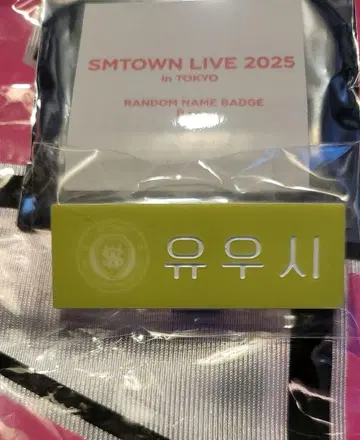 SMTOWN LIVE 2025
in TOKYO
RANDOM NAME BADGE
유우시